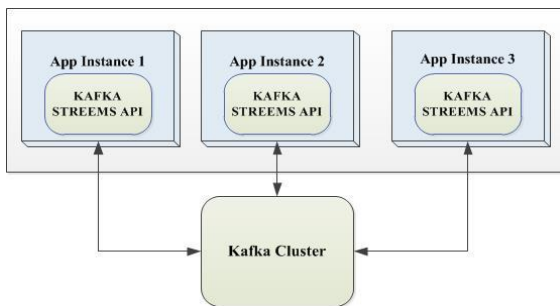 App Instance 1
KAFKA
STREEMS API
App Instance 2
KAFKA
STREEMS API
App Instance 3
KAFKA
STREEMS API
Kafka Cluster